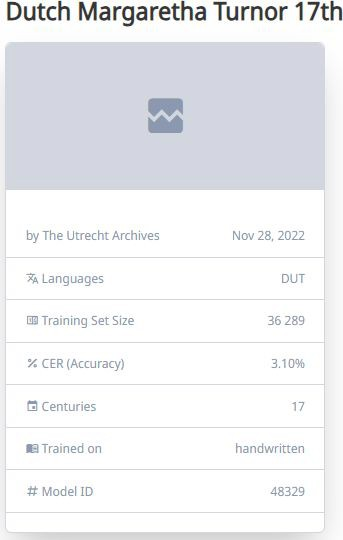 Dutch Margaretha Turnor 17th
by The Utrecht Archives Nov 28, 2022
Languages DUT
Training Set Size 36 289
CER (Accuracy) 3.10%
Centuries 17
Trained on handwritten
Model ID 48329